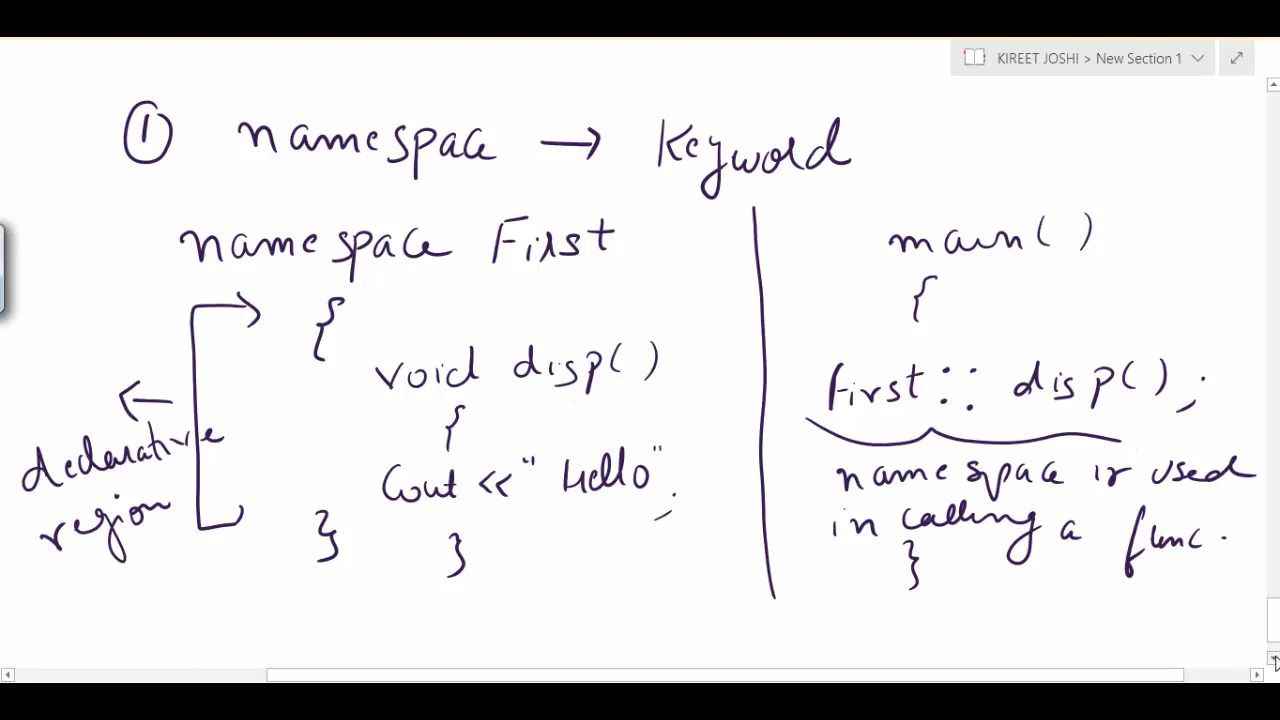 KIREET JOSHI > New Section 1
① namespace → Keyword
namespace First
{
void disp()
{
Cout << "Hello";
}
}
declarative
region
main()
{
First :: disp();
namespace is used
in calling a func.
}